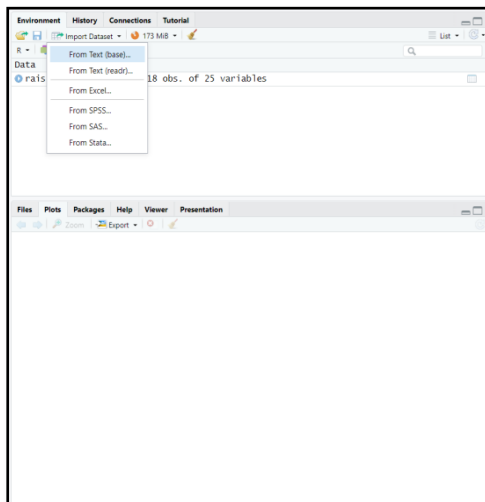 Environment History Connections Tutorial
Import Dataset 173 MiB List
R
From Text (base)...
Data
From Text (readr)...
rais 18 obs. of 25 variables
From Excel...
From SPSS...
From SAS...
From Stata...
Files Plots Packages Help Viewer Presentation
Zoom Export